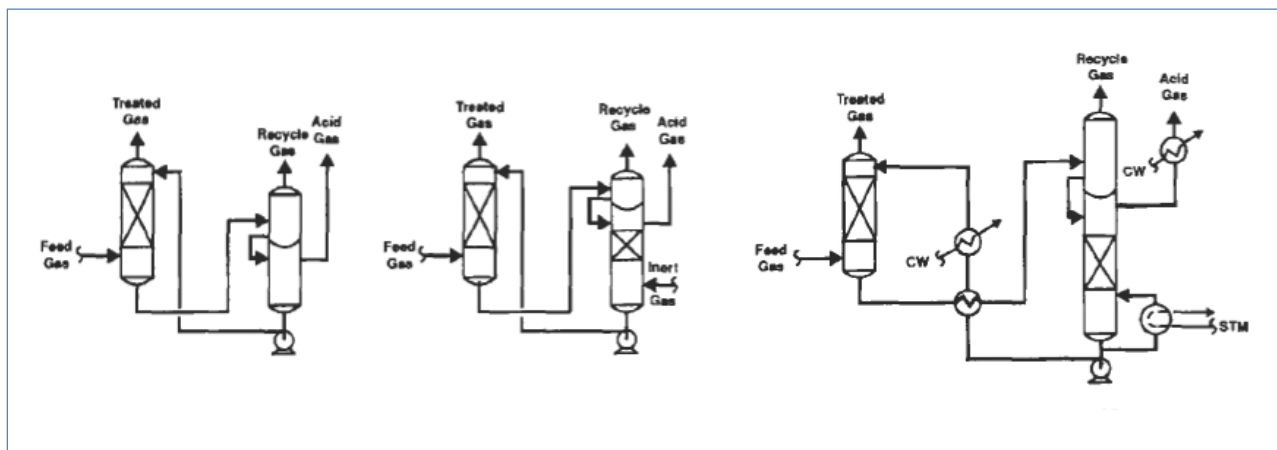 Treated
Gas
Recycle
Gas
Acid
Gas
Feed
Gas
Treated
Gas
Recycle
Gas
Acid
Gas
Feed
Gas
Inert
Gas
Treated
Gas
Recycle
Gas
Acid
Gas
CW
Feed
Gas
CW
STM